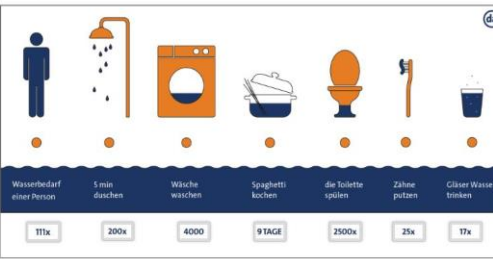 Wasserbedarf
einer Person
5 min
duschen
Wäsche
waschen
Spaghetti
kochen
die Toilette
spülen
Zähne
putzen
Gläser Wasser
trinken
111x
200x
4000
9 TAGE
2500x
25x
17x